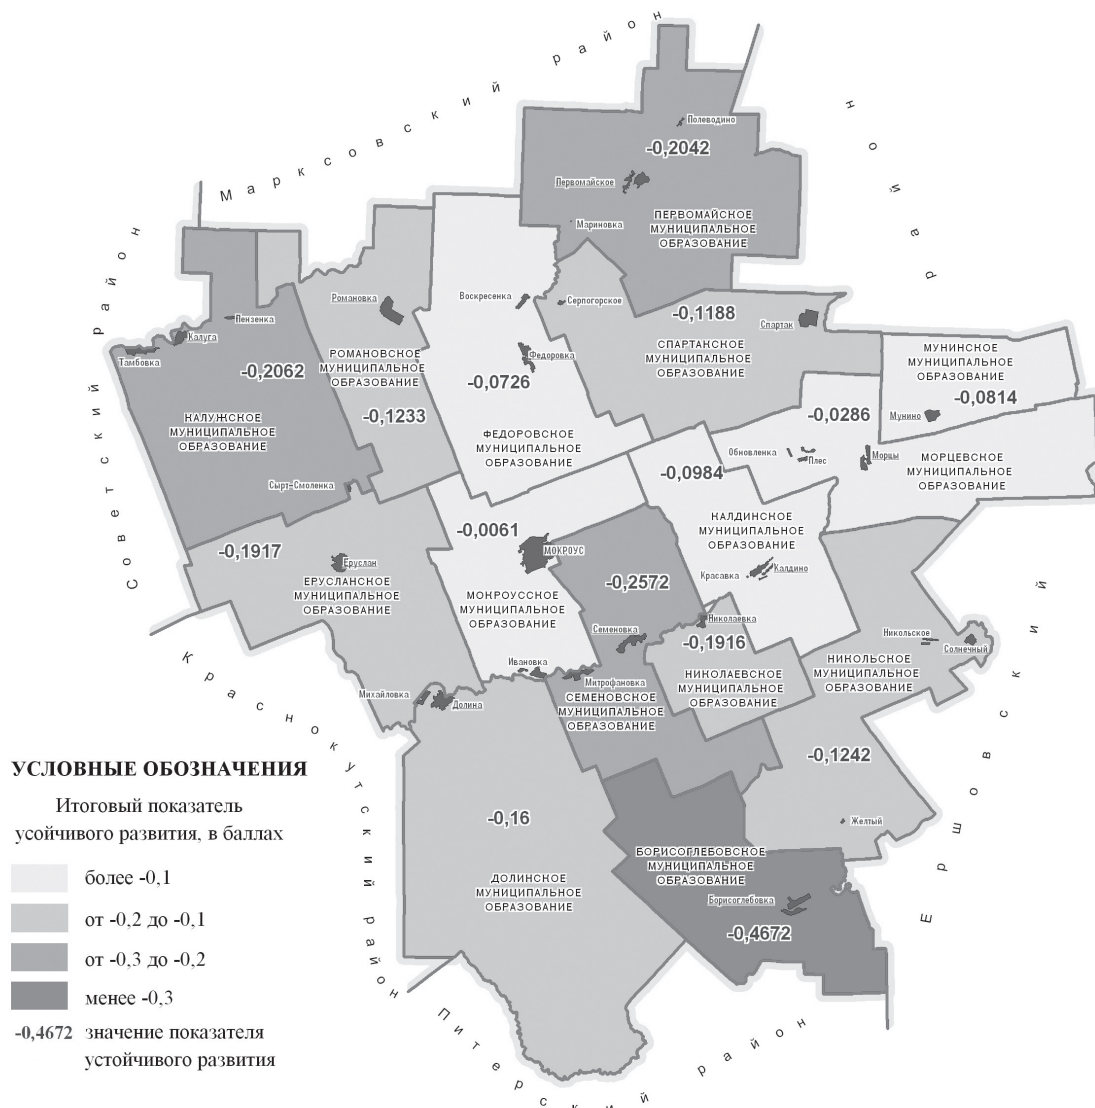 Марксовский район
ной ар
Советский район
Полеводино
-0,2042
Первомайское
ПЕРВОМАЙСКОЕ
МУНИЦИПАЛЬНОЕ
ОБРАЗОВАНИЕ
Мариновка
Романовка
Воскресенка
Серпогорское
-0,1188
Спартак
Пензенка
Калуга
Тамбовка
РОМАНОВСКОЕ
МУНИЦИПАЛЬНОЕ
ОБРАЗОВАНИЕ
Федоровка
СПАРТАКСКОЕ
МУНИЦИПАЛЬНОЕ
ОБРАЗОВАНИЕ
МУНИНСКОЕ
МУНИЦИПАЛЬНОЕ
ОБРАЗОВАНИЕ
-0,2062
-0,0726
-0,0814
КАЛУЖСКОЕ
МУНИЦИПАЛЬНОЕ
ОБРАЗОВАНИЕ
-0,1233
-0,0286
Мунино
ФЕДОРОВСКОЕ
МУНИЦИПАЛЬНОЕ
ОБРАЗОВАНИЕ
Обновленка
Плес
Морцы
МОРЦЕВСКОЕ
МУНИЦИПАЛЬНОЕ
ОБРАЗОВАНИЕ
Сырт-Смоленка
-0,0984
КАЛДИНСКОЕ
МУНИЦИПАЛЬНОЕ
ОБРАЗОВАНИЕ
-0,1917
-0,0061
МОКРОУС
Еруслан
ЕРУСЛАНСКОЕ
МУНИЦИПАЛЬНОЕ
ОБРАЗОВАНИЕ
МОКРОУССКОЕ
МУНИЦИПАЛЬНОЕ
ОБРАЗОВАНИЕ
-0,2572
Красавка
Калдино
Семеновка
Николаевка
-0,1916
Никольское
Солнечный
НИКОЛЬСКОЕ
МУНИЦИПАЛЬНОЕ
ОБРАЗОВАНИЕ
Ивановка
Митрофановка
НИКОЛАЕВСКОЕ
МУНИЦИПАЛЬНОЕ
ОБРАЗОВАНИЕ
СЕМЕНОВСКОЕ
МУНИЦИПАЛЬНОЕ
ОБРАЗОВАНИЕ
Михайловка
Долина
-0,1242
-0,16
Желтый
БОРИСОГЛЕБОВСКОЕ
МУНИЦИПАЛЬНОЕ
ОБРАЗОВАНИЕ
ДОЛИНСКОЕ
МУНИЦИПАЛЬНОЕ
ОБРАЗОВАНИЕ
Борисоглебовка
-0,4672
Краснокутский район
Питерский район
Ершовский
УСЛОВНЫЕ ОБОЗНАЧЕНИЯ
Итоговый показатель
усойчивого развития, в баллах
более -0,1
от -0,2 до -0,1
от -0,3 до -0,2
менее -0,3
-0,4672 значение показателя
устойчивого развития